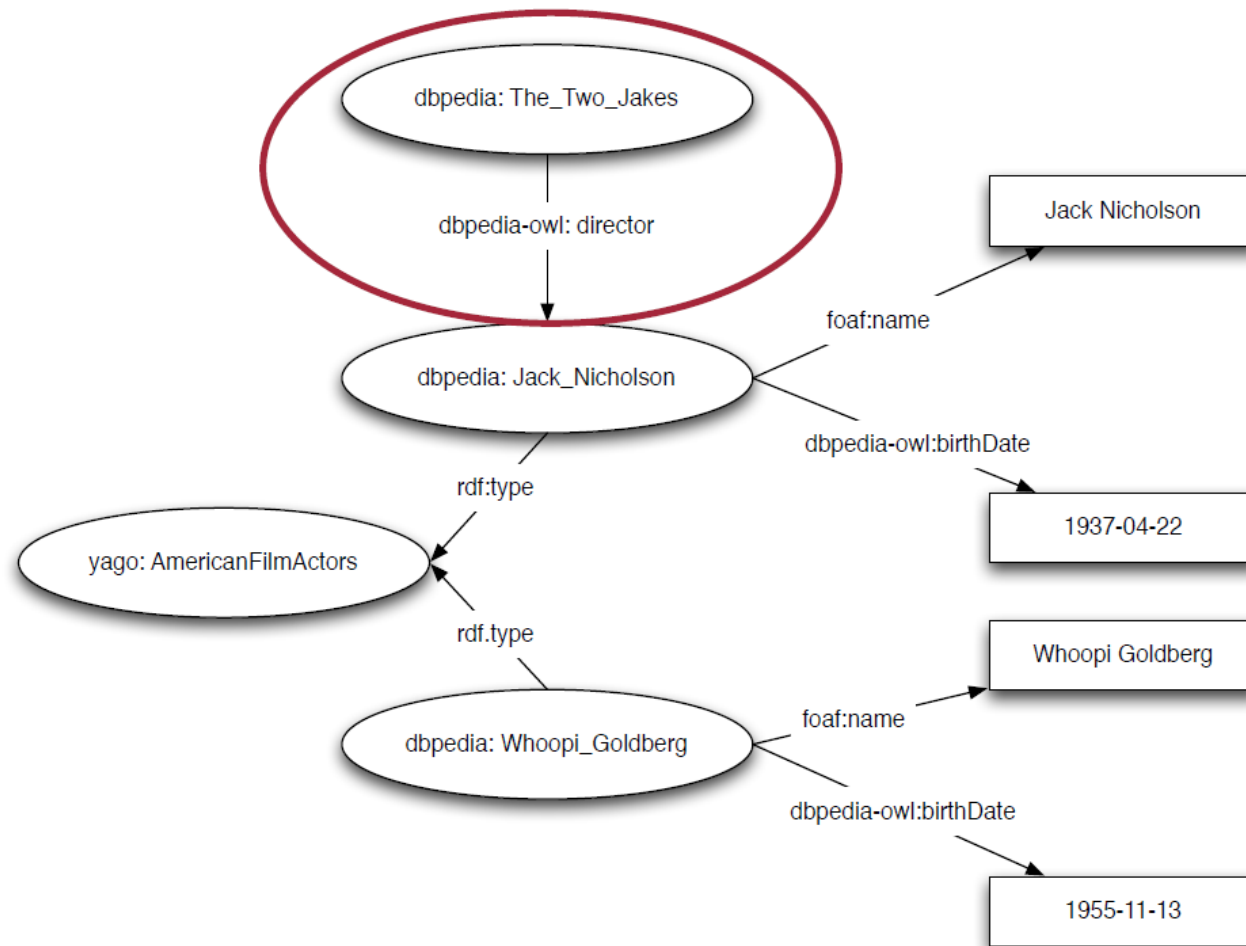 dbpedia: The_Two_Jakes
dbpedia-owl: director
Jack Nicholson
foaf:name
dbpedia: Jack_Nicholson
dbpedia-owl:birthDate
rdf:type
1937-04-22
yago: AmericanFilmActors
rdf.type
Whoopi Goldberg
foaf:name
dbpedia: Whoopi_Goldberg
dbpedia-owl:birthDate
1955-11-13